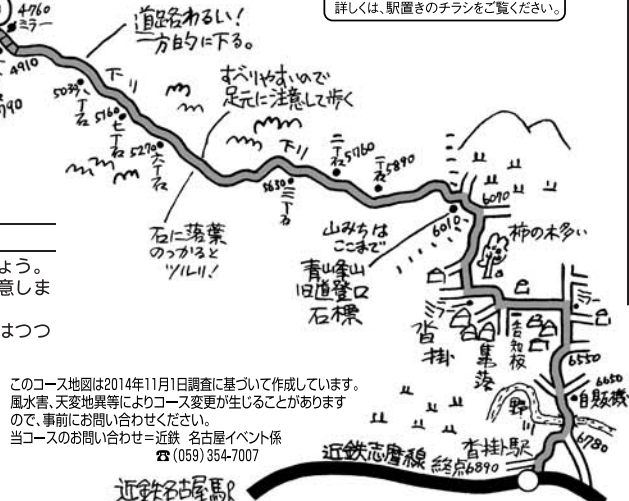 詳しくは、駅置きのチラシをご覧ください。
4760
ミラー
道路わるい!
一方的に下る。
4910
下り
すべりやすいので
足元に注意して歩く
790
5030
八丁石
5160
七丁石
5270
六丁石
下り
二丁石
5760
一丁石
5890
5630
三丁石
6070
6010
石に落葉
のっかると
ツルリ!
山みちは
ここまで
青山峯山
旧道登口
石標
柿の木多い
ミラー
ミラー
沓掛
集落
告知板
6550
6650
自販機
野
川
6780
沓掛駅
終点6890
近鉄志摩線
近鉄名古屋駅
ょう。
意しま
はつつ
このコース地図は2014年11月1日調査に基づいて作成しています。
風水害、天変地異等によりコース変更が生じることがあります
ので、事前にお問い合わせください。
当コースのお問い合わせ=近鉄 名古屋イベント係
☎(059)354-7007